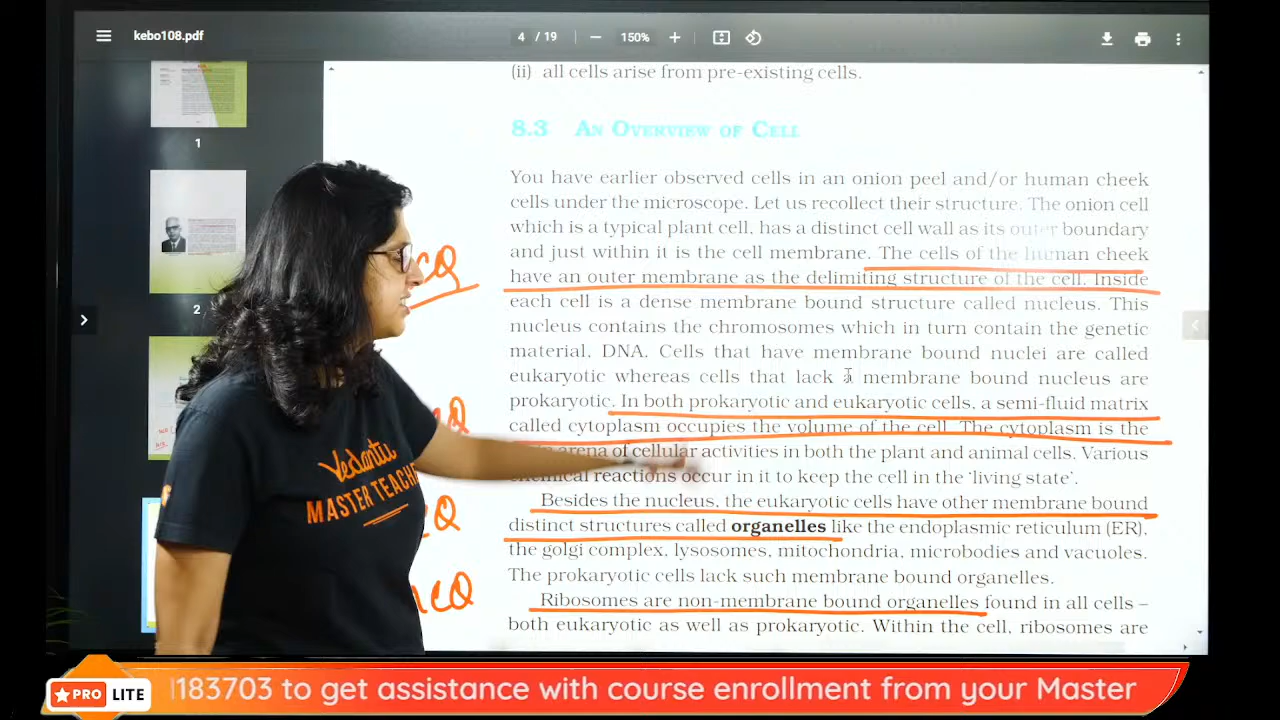 kebo108.pdf
4 / 19
150%
(ii) all cells arise from pre-existing cells.
8.3 An Overview of Cell
You have earlier observed cells in an onion peel and/or human cheek
cells under the microscope. Let us recollect their structure. The onion cell
which is a typical plant cell, has a distinct cell wall as its outer boundary
and just within it is the cell membrane. The cells of the human cheek
have an outer membrane as the delimiting structure of the cell. Inside
each cell is a dense membrane bound structure called nucleus. This
nucleus contains the chromosomes which in turn contain the genetic
material, DNA. Cells that have membrane bound nuclei are called
eukaryotic whereas cells that lack a membrane bound nucleus are
prokaryotic. In both prokaryotic and eukaryotic cells, a semi-fluid matrix
called cytoplasm occupies the volume of the cell. The cytoplasm is the
arena of cellular activities in both the plant and animal cells. Various
chemical reactions occur in it to keep the cell in the 'living state'.
Besides the nucleus, the eukaryotic cells have other membrane bound
distinct structures called organelles like the endoplasmic reticulum (ER),
the golgi complex, lysosomes, mitochondria, microbodies and vacuoles.
The prokaryotic cells lack such membrane bound organelles.
Ribosomes are non-membrane bound organelles found in all cells –
both eukaryotic as well as prokaryotic. Within the cell, ribosomes are
1
2
CQ
Q
Q
CQ
Vedantu
MASTER TEACHE
PRO LITE
183703 to get assistance with course enrollment from your Master